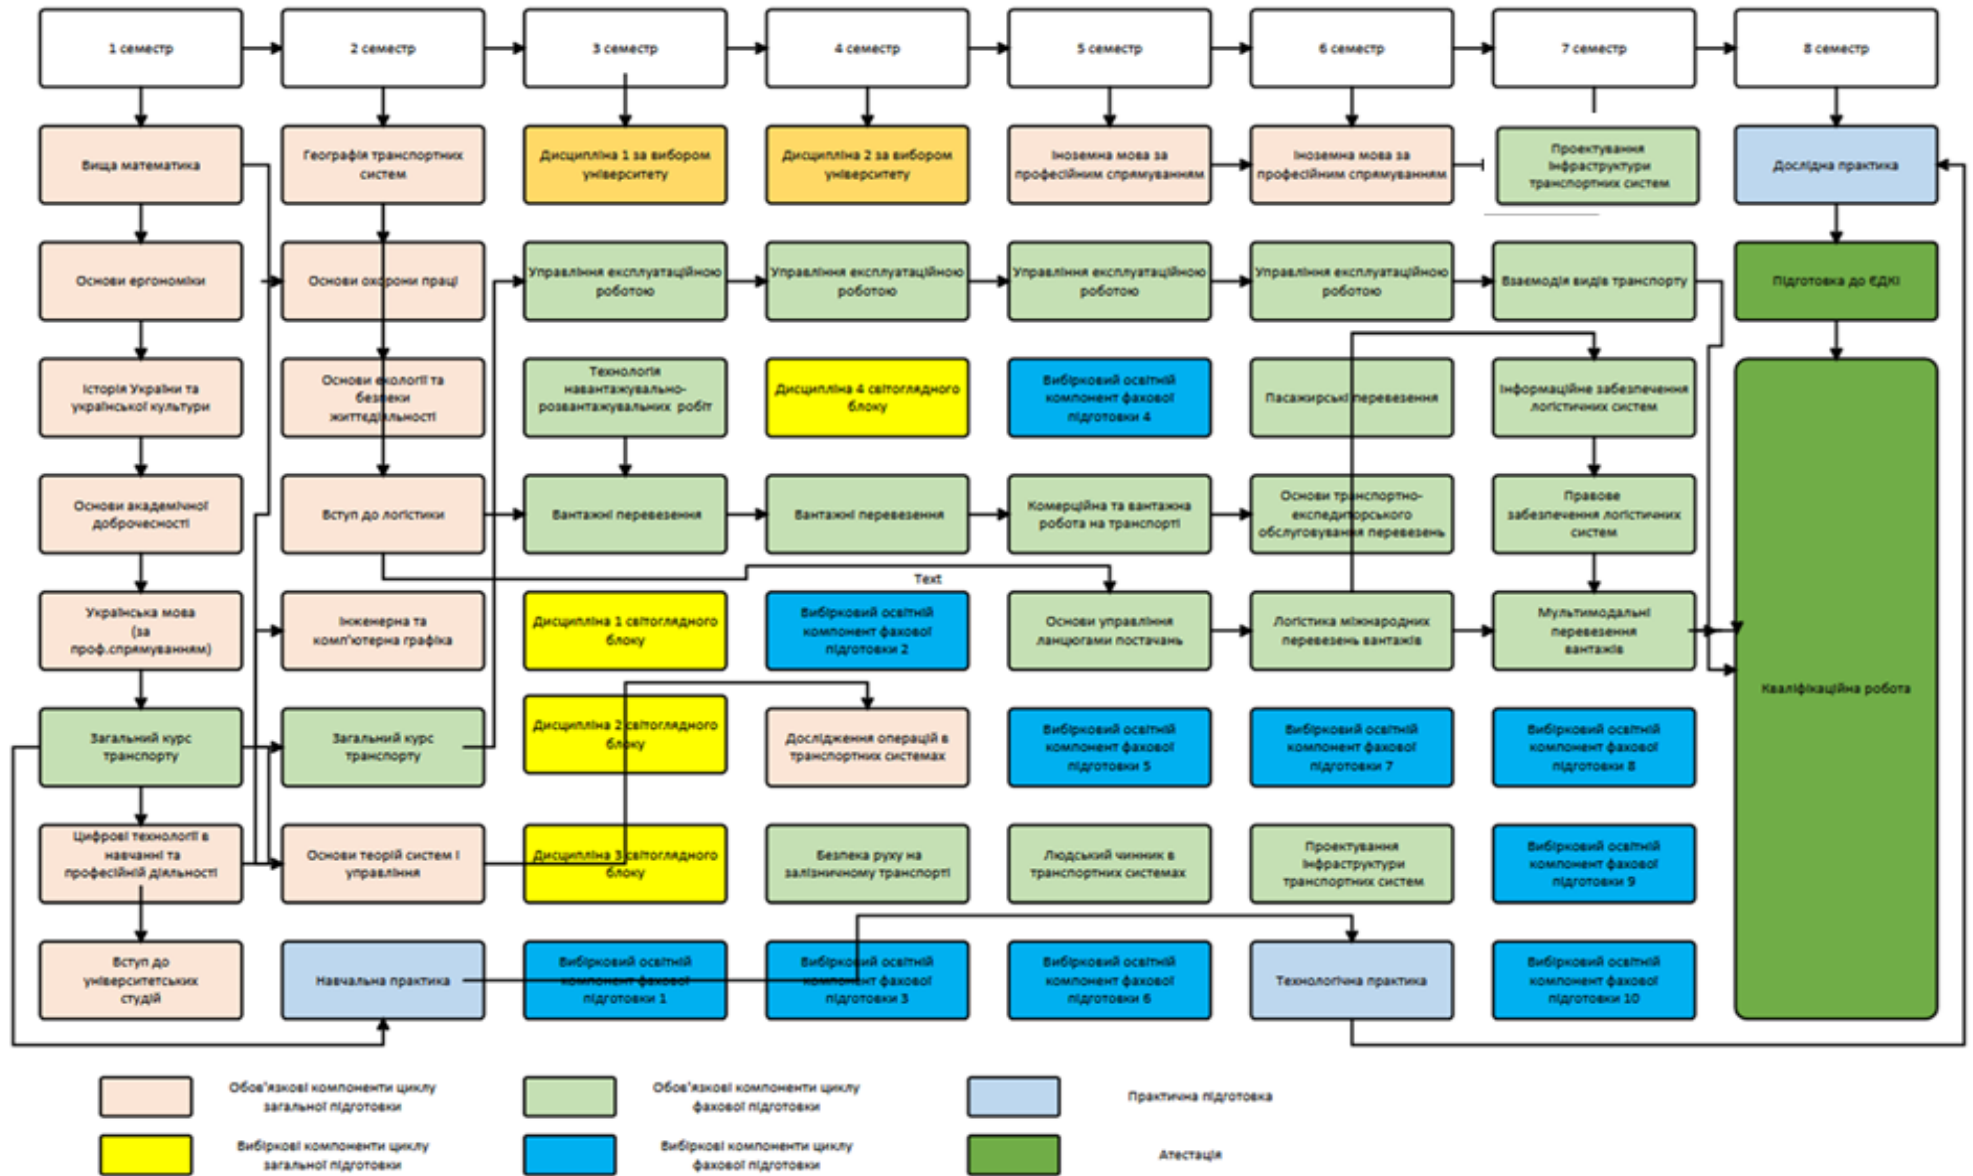 1 семестр
2 семестр
3 семестр
4 семестр
5 семестр
6 семестр
7 семестр
8 семестр
Вища математика
Географія транспортних
систем
Дисципліна 1 за вибором
університету
Дисципліна 2 за вибором
університету
Іноземна мова за
професійним спрямуванням
Іноземна мова за
професійним спрямуванням
Проектування
інфраструктури
транспортних систем
Дослідна практика
Основи ергономіки
Основи охорони праці
Управління експлуатаційною
роботою
Управління експлуатаційною
роботою
Управління експлуатаційною
роботою
Управління експлуатаційною
роботою
Взаємодія видів транспорту
Підготовка до ЄДКІ
Історія України та
української культури
Основи екології та
безпеки
життєдіяльності
Технологія
навантажувально-
розвантажувальних робіт
Дисципліна 4 світоглядного
блоку
Вибірковий освітній
компонент фахової
підготовки 4
Пасажирські перевезення
Інформаційне забезпечення
логістичних систем
Основи академічної
доброчесності
Вступ до логістики
Вантажні перевезення
Вантажні перевезення
Комерційна та вантажна
робота на транспорті
Основи транспортно-
експедиторського
обслуговування перевезень
Правове
забезпечення логістичних
систем
Text
Українська мова
(за
проф.спрямуванням)
Інженерна та
комп'ютерна графіка
Дисципліна 1 світоглядного
блоку
Вибірковий освітній
компонент фахової
підготовки 2
Основи управління
ланцюгами постачань
Логістика міжнародних
перевезень вантажів
Мультимодальні
перевезення
вантажів
Кваліфікаційна робота
Загальний курс
транспорту
Загальний курс
транспорту
Дисципліна 2 світоглядного
блоку
Дослідження операцій в
транспортних системах
Вибірковий освітній
компонент фахової
підготовки 5
Вибірковий освітній
компонент фахової
підготовки 7
Вибірковий освітній
компонент фахової
підготовки 8
Цифрові технології в
навчанні та
професійній діяльності
Основи теорій систем і
управління
Дисципліна 3 світоглядного
блоку
Безпека руху на
залізничному транспорті
Людський чинник в
транспортних системах
Проектування
інфраструктури
транспортних систем
Вибірковий освітній
компонент фахової
підготовки 9
Вступ до
університетських
студій
Навчальна практика
Вибірковий освітній
компонент фахової
підготовки 1
Вибірковий освітній
компонент фахової
підготовки 3
Вибірковий освітній
компонент фахової
підготовки 6
Технологічна практика
Вибірковий освітній
компонент фахової
підготовки 10
Обов'язкові компоненти циклу
загальної підготовки
Обов'язкові компоненти циклу
фахової підготовки
Практична підготовка
Вибіркові компоненти циклу
загальної підготовки
Вибіркові компоненти циклу
фахової підготовки
Атестація